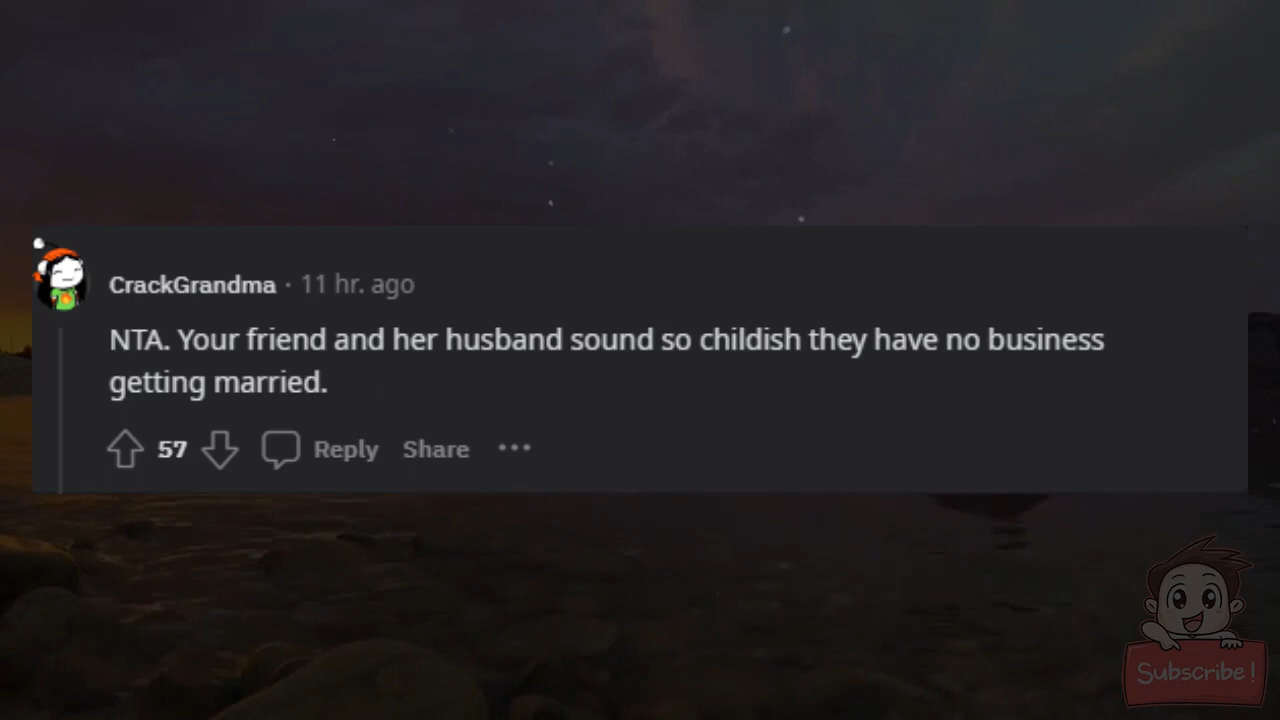 CrackGrandma · 11 hr. ago
NTA. Your friend and her husband sound so childish they have no business
getting married.
57 Reply Share ···
Subscribe!